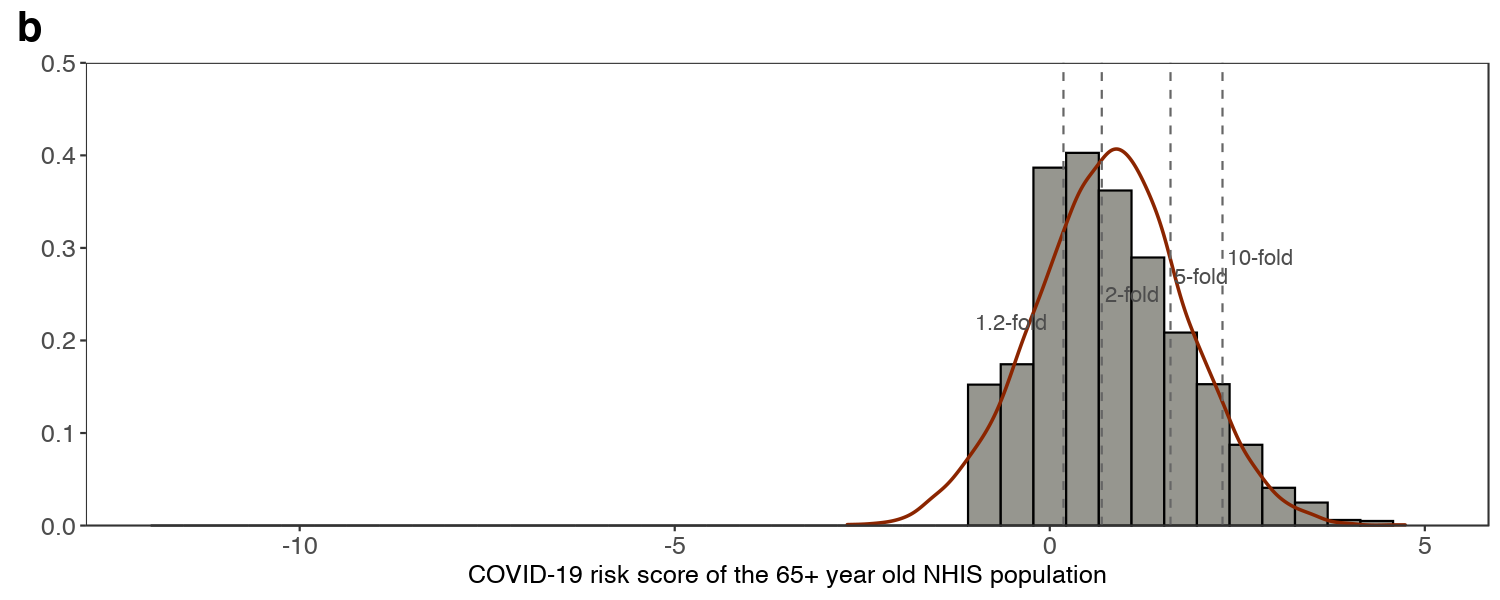 b
0.5
0.4
0.3
0.2
0.1
0.0
10-fold
5-fold
2-fold
1.2-fold
-10 -5 0 5
COVID-19 risk score of the 65+ year old NHIS population